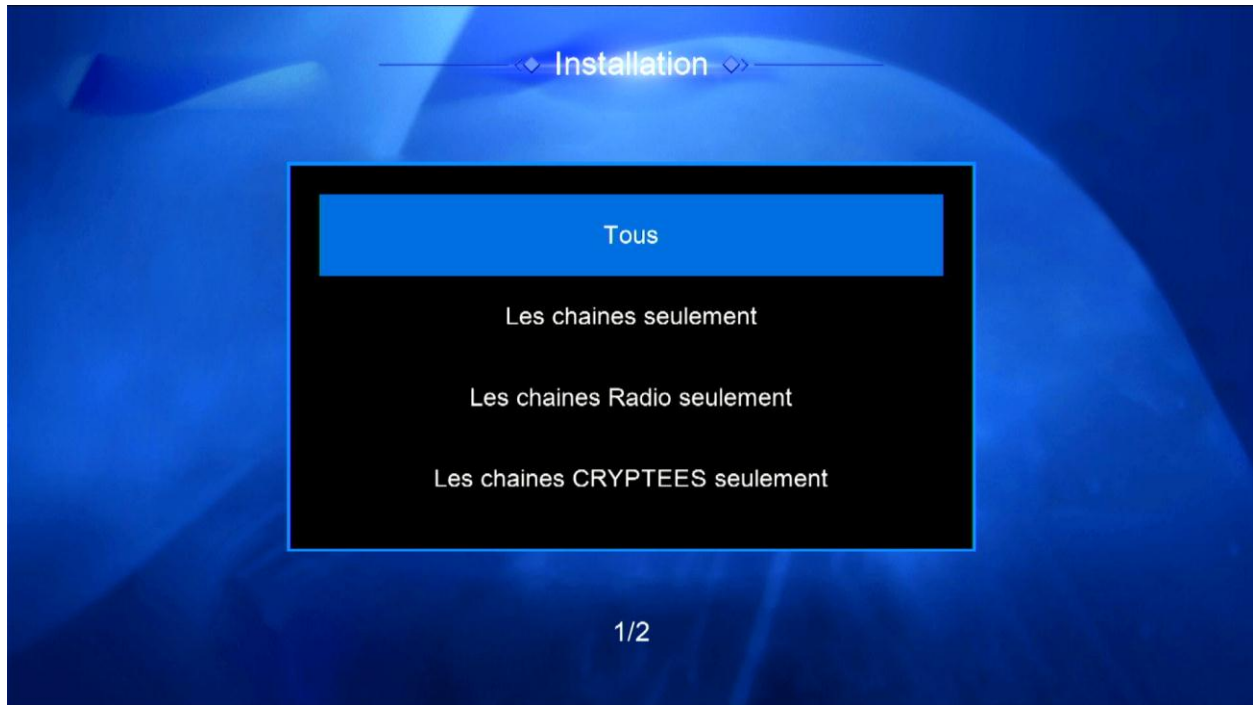 Installation
Tous
Les chaines seulement
Les chaines Radio seulement
Les chaines CRYPTEES seulement
1/2